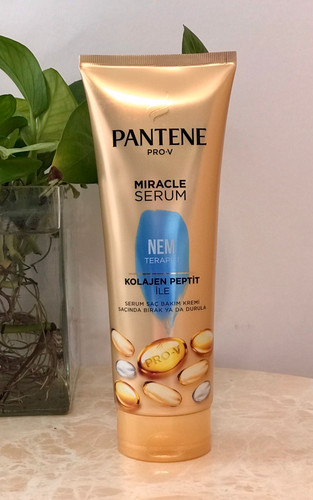 PANTENE
PRO-V
MIRACLE
SERUM
NEM
TERAPİSİ
KOLAJEN PEPTİT
İLE
SERUM SAÇ BAKIM KREMİ
SAÇINDA BIRAK YA DA DURULA
PRO-V